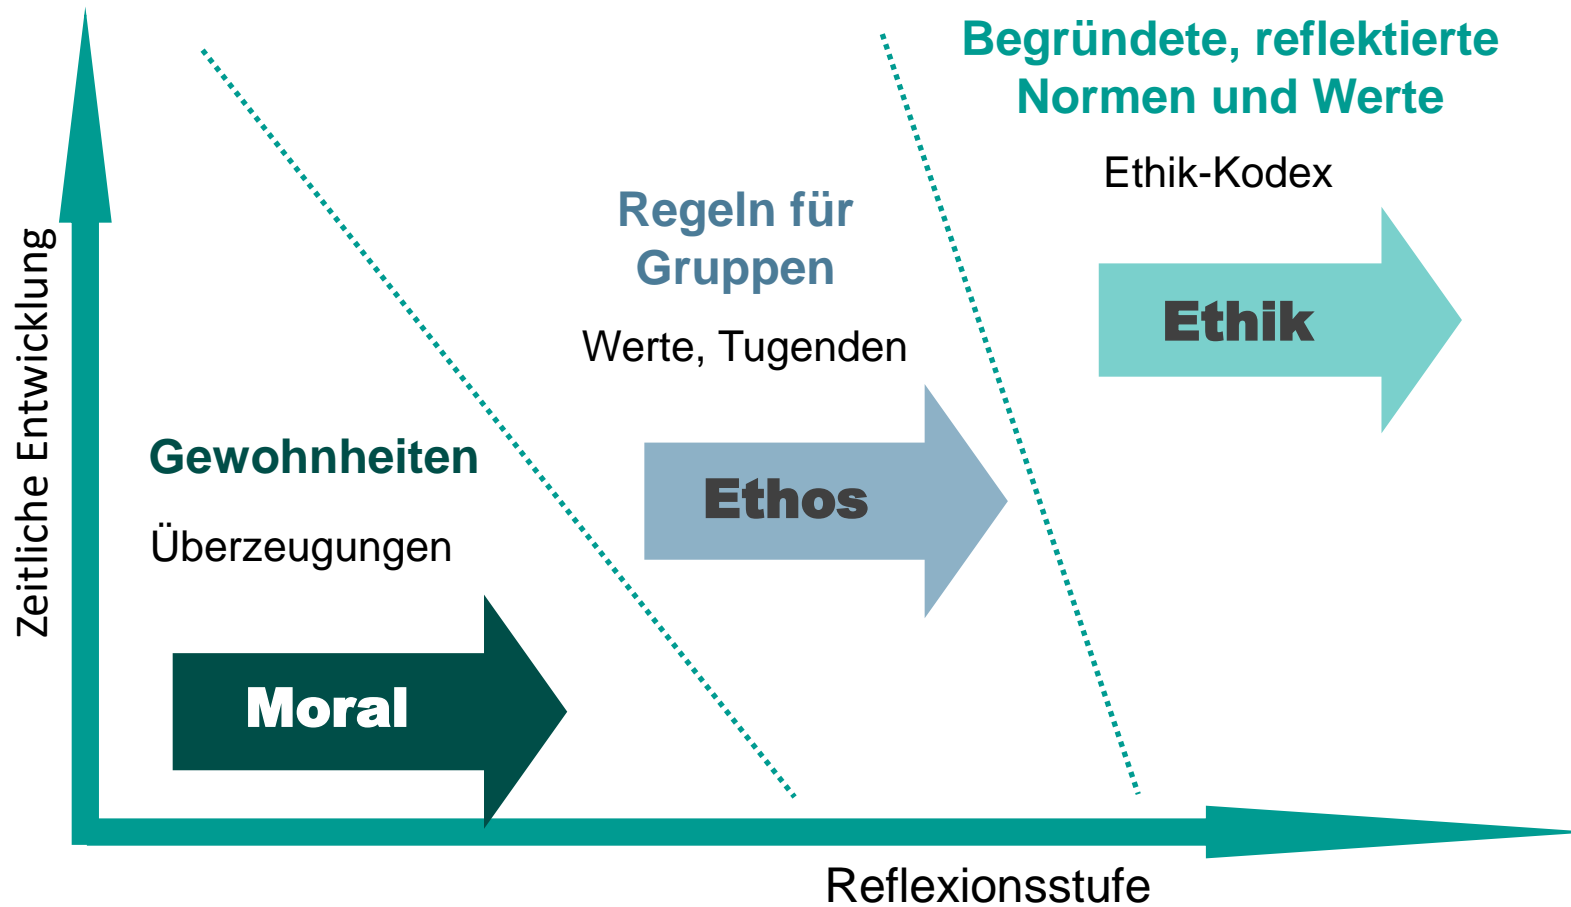 Begründete, reflektierte
Normen und Werte
Ethik-Kodex
Ethik
Regeln für
Gruppen
Werte, Tugenden
Ethos
Gewohnheiten
Überzeugungen
Moral
Zeitliche Entwicklung
Reflexionsstufe